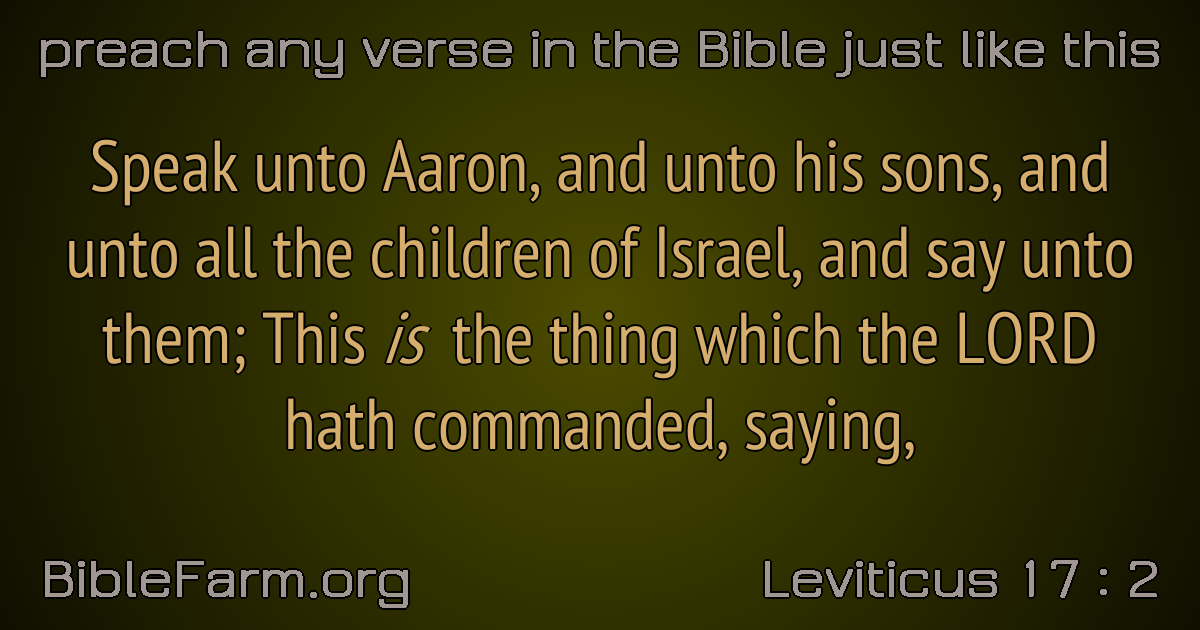 preach any verse in the Bible just like this
Speak unto Aaron, and unto his sons, and
unto all the children of Israel, and say unto
them; This is the thing which the LORD
hath commanded, saying,
BibleFarm.org
Leviticus 17 : 2